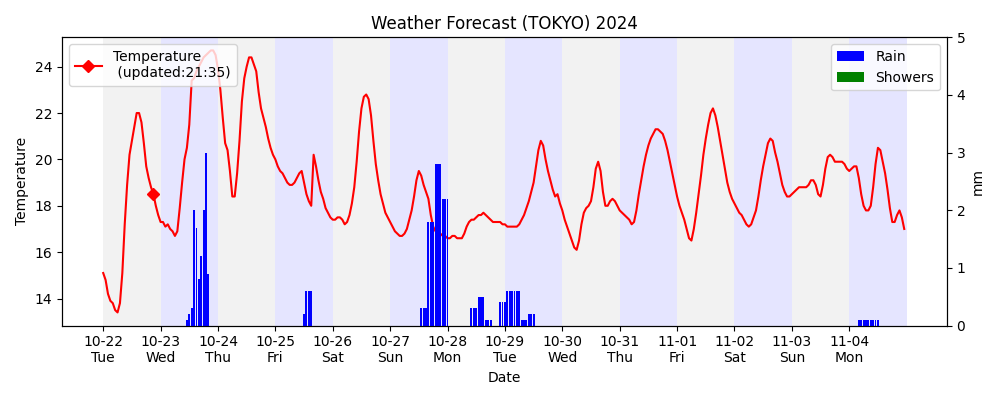 Weather Forecast (TOKYO) 2024
Temperature
(updated:21:35)
Rain
Showers
Temperature
24
22
20
18
16
14
mm
5
4
3
2
1
0
10-22 10-23 10-24 10-25 10-26 10-27 10-28 10-29 10-30 10-31 11-01 11-02 11-03 11-04
Tue Wed Thu Fri Sat Sun Mon Tue Wed Thu Fri Sat Sun Mon
Date